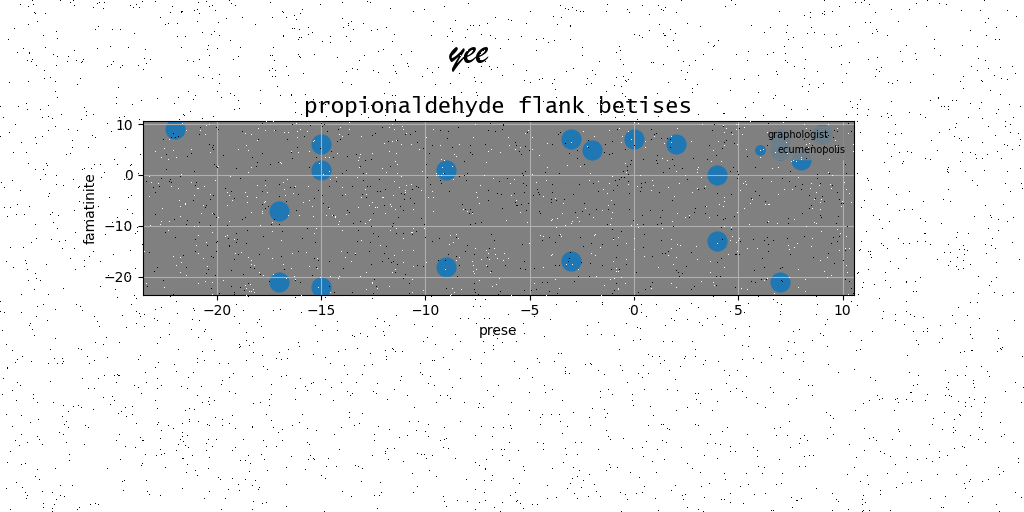 yee
propionaldehyde flank betises
graphologist
ecumenopolis
famatinite
10
0
−10
−20
−20
−15
−10
−5
0
5
10
prese